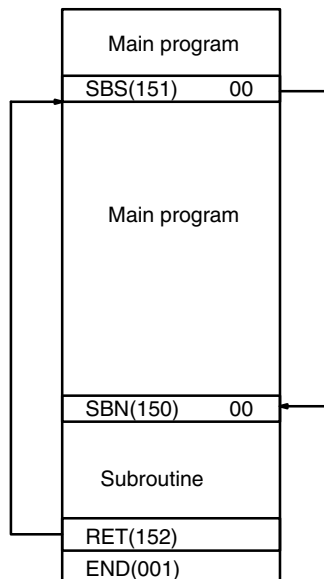 Main program
SBS(151) 00
Main program
SBN(150) 00
Subroutine
RET(152)
END(001)